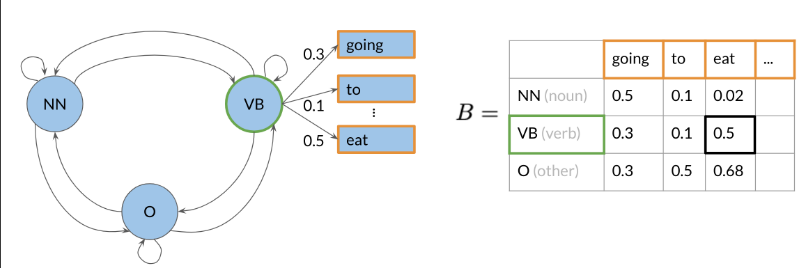 NN
VB
O
0.3
0.1
0.5
going
to
⋮
eat
B =
going to eat ...
NN (noun) 0.5 0.1 0.02
VB (verb) 0.3 0.1 0.5
O (other) 0.3 0.5 0.68